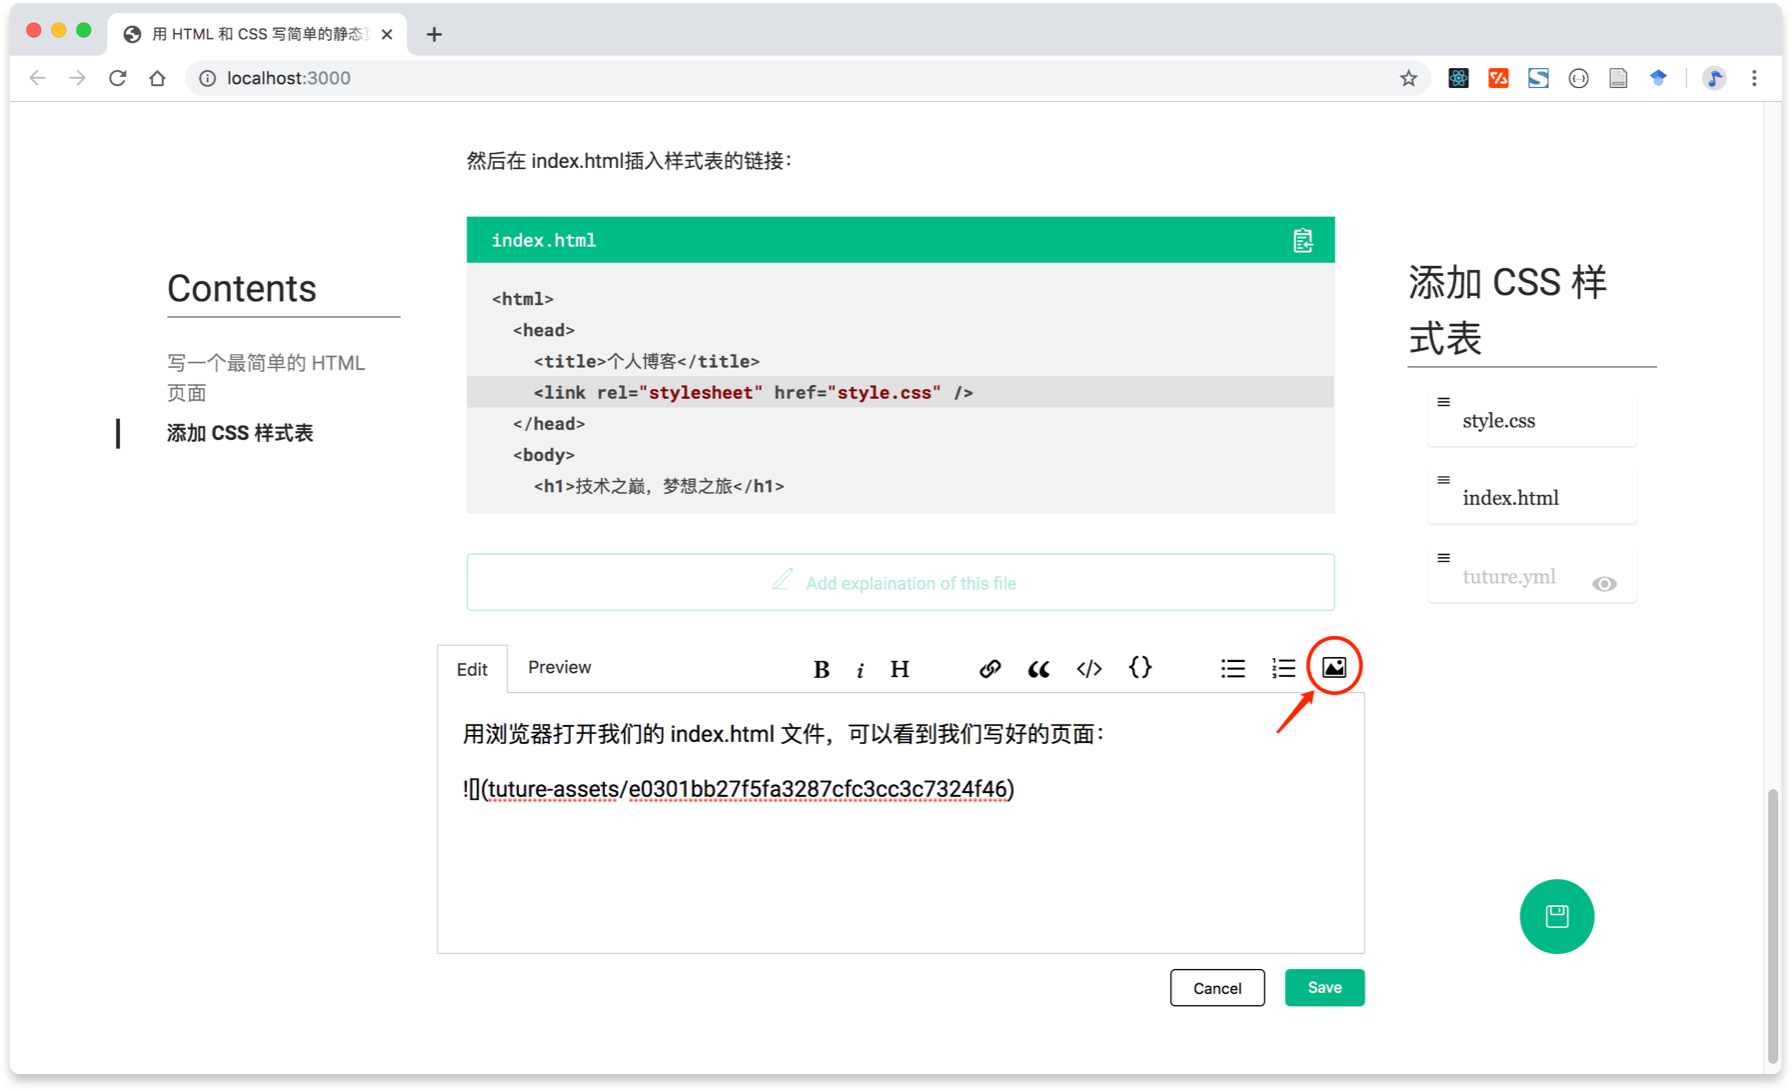 用 HTML 和 CSS 写简单的静态
localhost:3000
然后在 index.html插入样式表的链接：
index.html
Contents
写一个最简单的 HTML
页面
添加 CSS 样式表
<html>
<head>
<title>个人博客</title>
<link rel="stylesheet" href="style.css" />
</head>
<body>
<h1>技术之巅，梦想之旅</h1>
添加 CSS 样
式表
style.css
index.html
tuture.yml
Add explaination of this file
Edit
Preview
B i H
用浏览器打开我们的 index.html 文件，可以看到我们写好的页面：
![](tuture-assets/e0301bb27f5fa3287cfc3cc3c7324f46)
Cancel
Save